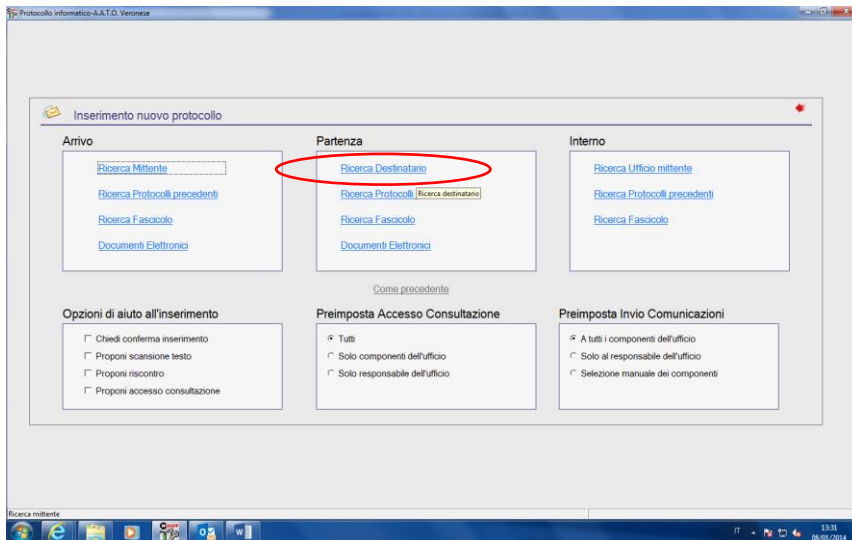 Protocollo informatico-A.A.T.O. Veronese
Inserimento nuovo protocollo
Arrivo
Ricerca Mittente
Ricerca Protocolli precedenti
Ricerca Fascicolo
Documenti Elettronici
Partenza
Ricerca Destinatario
Ricerca Protocolli
Ricerca destinatario
Ricerca Fascicolo
Documenti Elettronici
Interno
Ricerca Ufficio mittente
Ricerca Protocolli precedenti
Ricerca Fascicolo
Come precedente
Opzioni di aiuto all'inserimento
Chiedi conferma inserimento
Proponi scansione testo
Proponi riscontro
Proponi accesso consultazione
Preimposta Accesso Consultazione
Tutti
Solo componenti dell'ufficio
Solo responsabile dell'ufficio
Preimposta Invio Comunicazioni
A tutti i componenti dell'ufficio
Solo al responsabile dell'ufficio
Selezione manuale dei componenti
Ricerca mittente
IT
13:31
08/01/2014